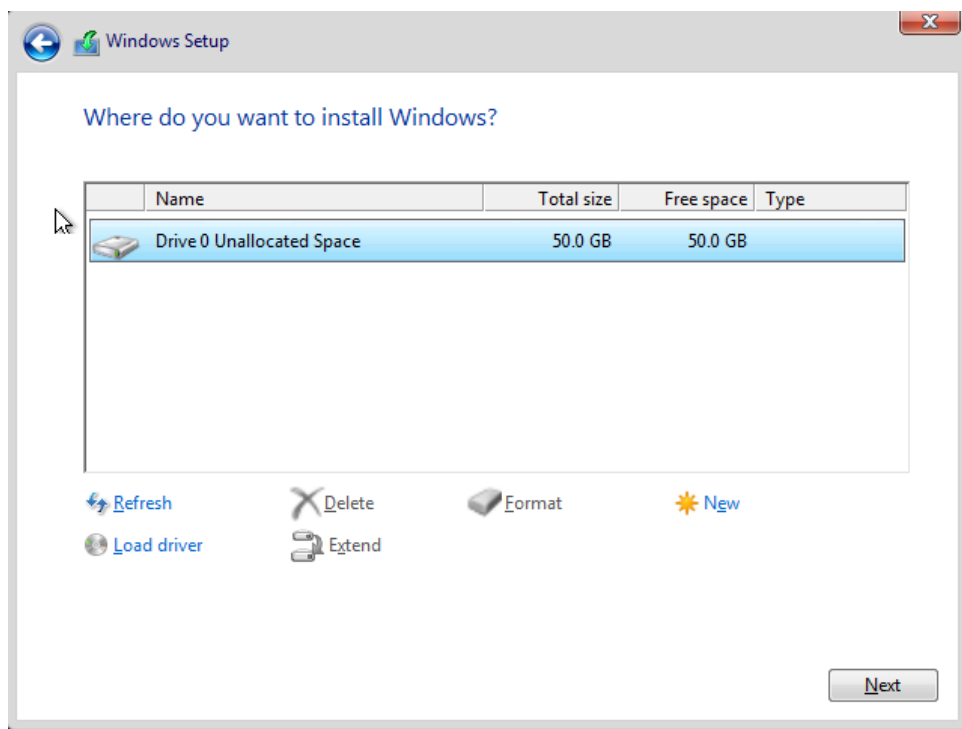 Windows Setup
Where do you want to install Windows?
Name Total size Free space Type
Drive 0 Unallocated Space 50.0 GB 50.0 GB
Refresh Delete Format New
Load driver Extend
Next